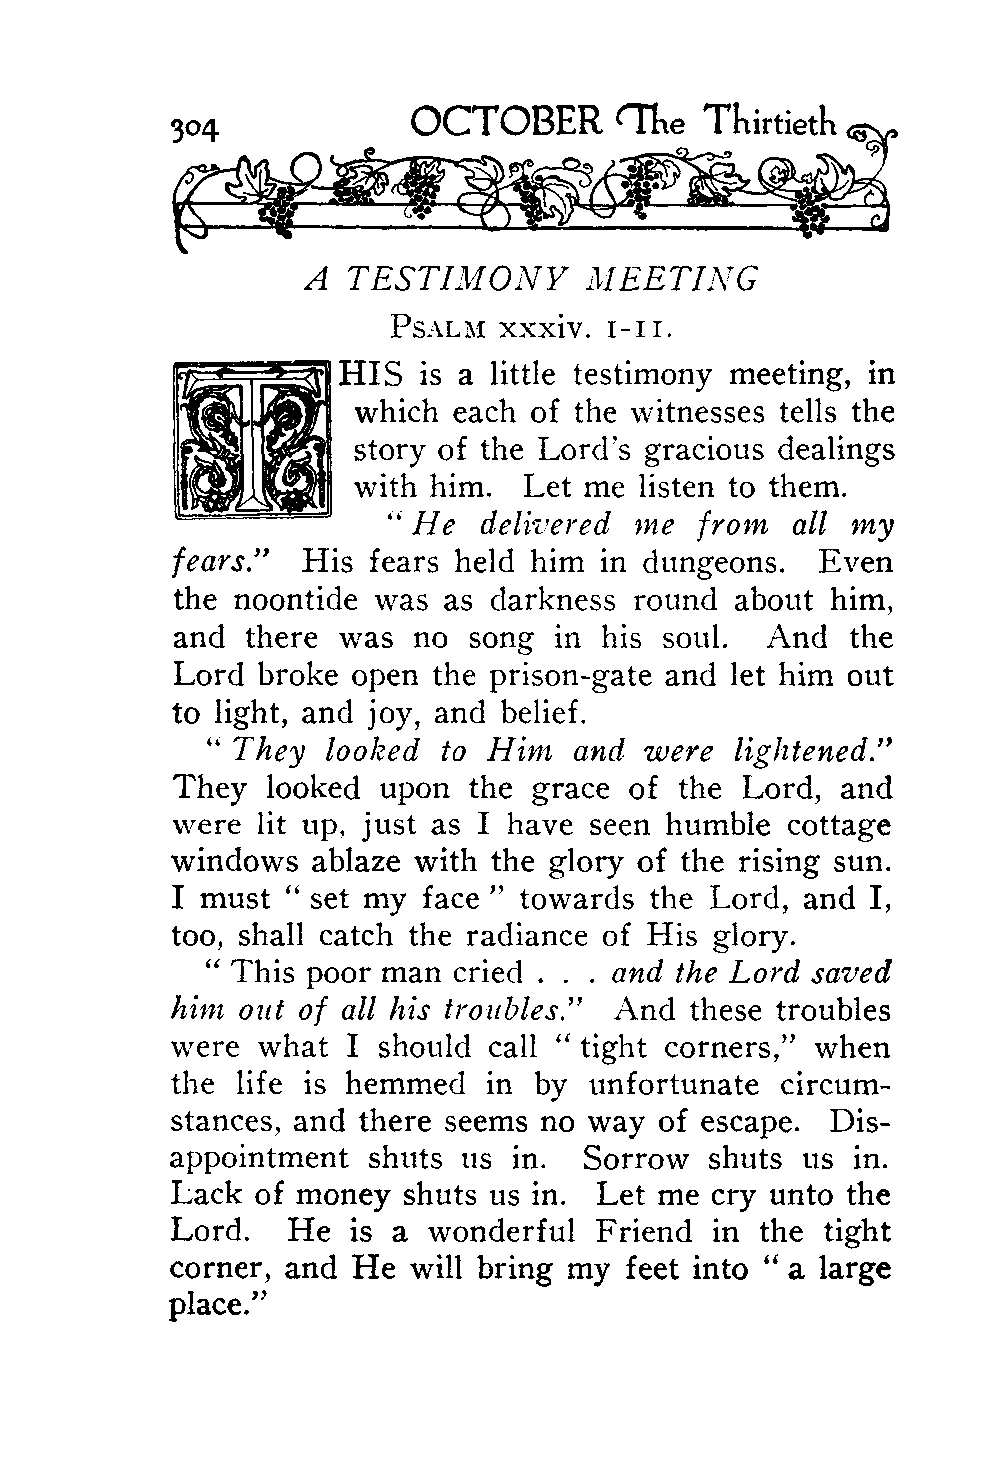 304 OCTOBER The Thirtieth
A TESTIMONY MEETING
PSALM xxxiv. 1-11.
THIS is a little testimony meeting, in
which each of the witnesses tells the
story of the Lord's gracious dealings
with him. Let me listen to them.
"He delivered me from all my
fears." His fears held him in dungeons. Even
the noontide was as darkness round about him,
and there was no song in his soul. And the
Lord broke open the prison-gate and let him out
to light, and joy, and belief.
"They looked to Him and were lightened."
They looked upon the grace of the Lord, and
were lit up, just as I have seen humble cottage
windows ablaze with the glory of the rising sun.
I must "set my face" towards the Lord, and I,
too, shall catch the radiance of His glory.
"This poor man cried . . . and the Lord saved
him out of all his troubles." And these troubles
were what I should call "tight corners," when
the life is hemmed in by unfortunate circum-
stances, and there seems no way of escape. Dis-
appointment shuts us in. Sorrow shuts us in.
Lack of money shuts us in. Let me cry unto the
Lord. He is a wonderful Friend in the tight
corner, and He will bring my feet into "a large
place."